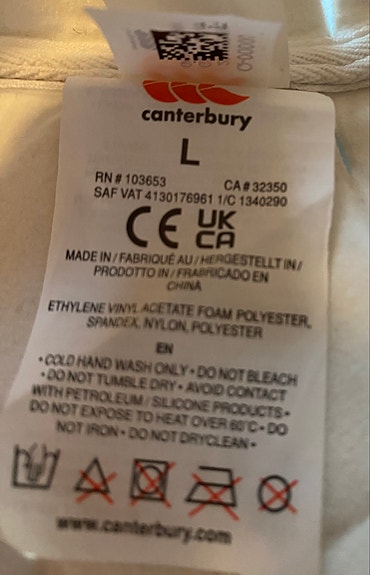 CA00000
canterbury
L
RN # 103653 CA # 32350
SAF VAT 4130176961 1/C 1340290
CE UK CA
MADE IN / FABRIQUÉ AU / HERGESTELLT IN /
PRODOTTO IN / FRABRICADO EN
CHINA
ETHYLENE VINYL ACETATE FOAM POLYESTER,
SPANDEX, NYLON, POLYESTER
EN
• COLD HAND WASH ONLY • DO NOT BLEACH
• DO NOT TUMBLE DRY • AVOID CONTACT
WITH PETROLEUM / SILICONE PRODUCTS •
DO NOT EXPOSE TO HEAT OVER 60°C • DO
NOT IRON • DO NOT DRYCLEAN •
www.canterbury.com